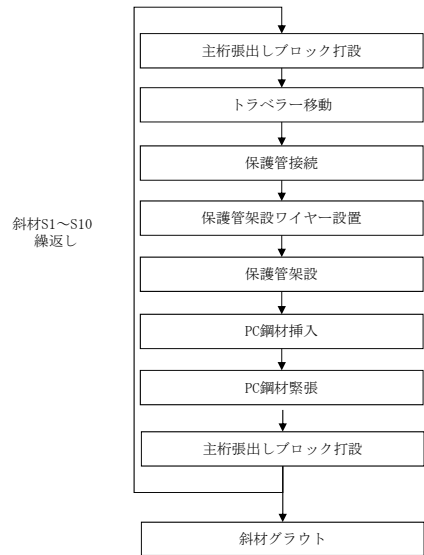 主桁張出しブロック打設
トラベラー移動
保護管接続
斜材S1～S10
繰返し
保護管架設ワイヤー設置
保護管架設
PC鋼材挿入
PC鋼材緊張
主桁張出しブロック打設
斜材グラウト